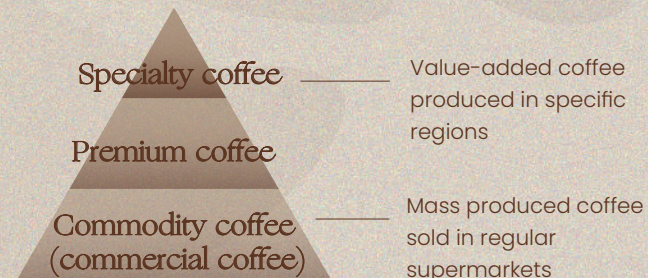 Specialty coffee
Value-added coffee
produced in specific
regions
Premium coffee
Commodity coffee
(commercial coffee)
Mass produced coffee
sold in regular
supermarkets